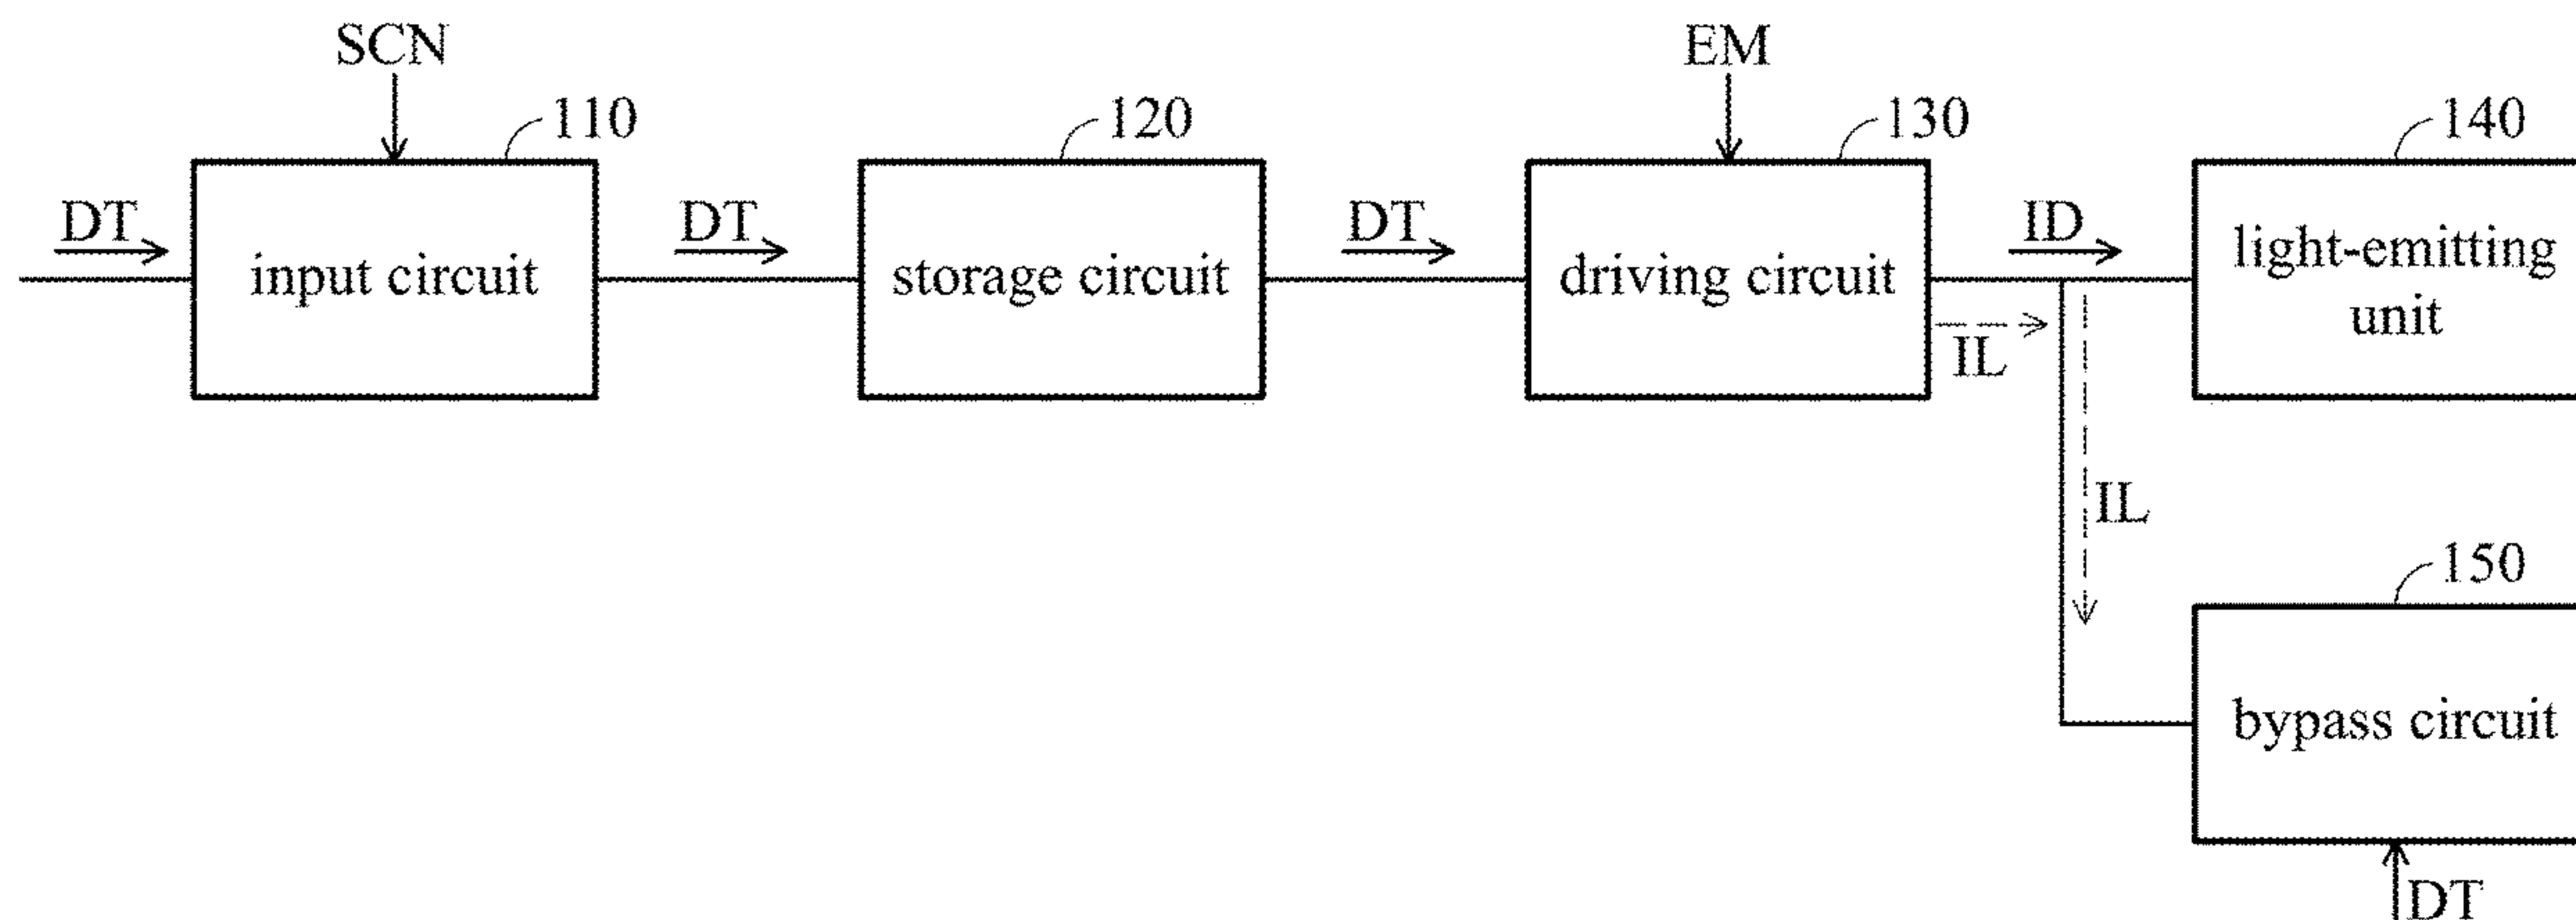 SCN
EM
110
120
130
140
DT
DT
DT
ID
input circuit
storage circuit
driving circuit
light-emitting
unit
IL
IL
150
bypass circuit
DT